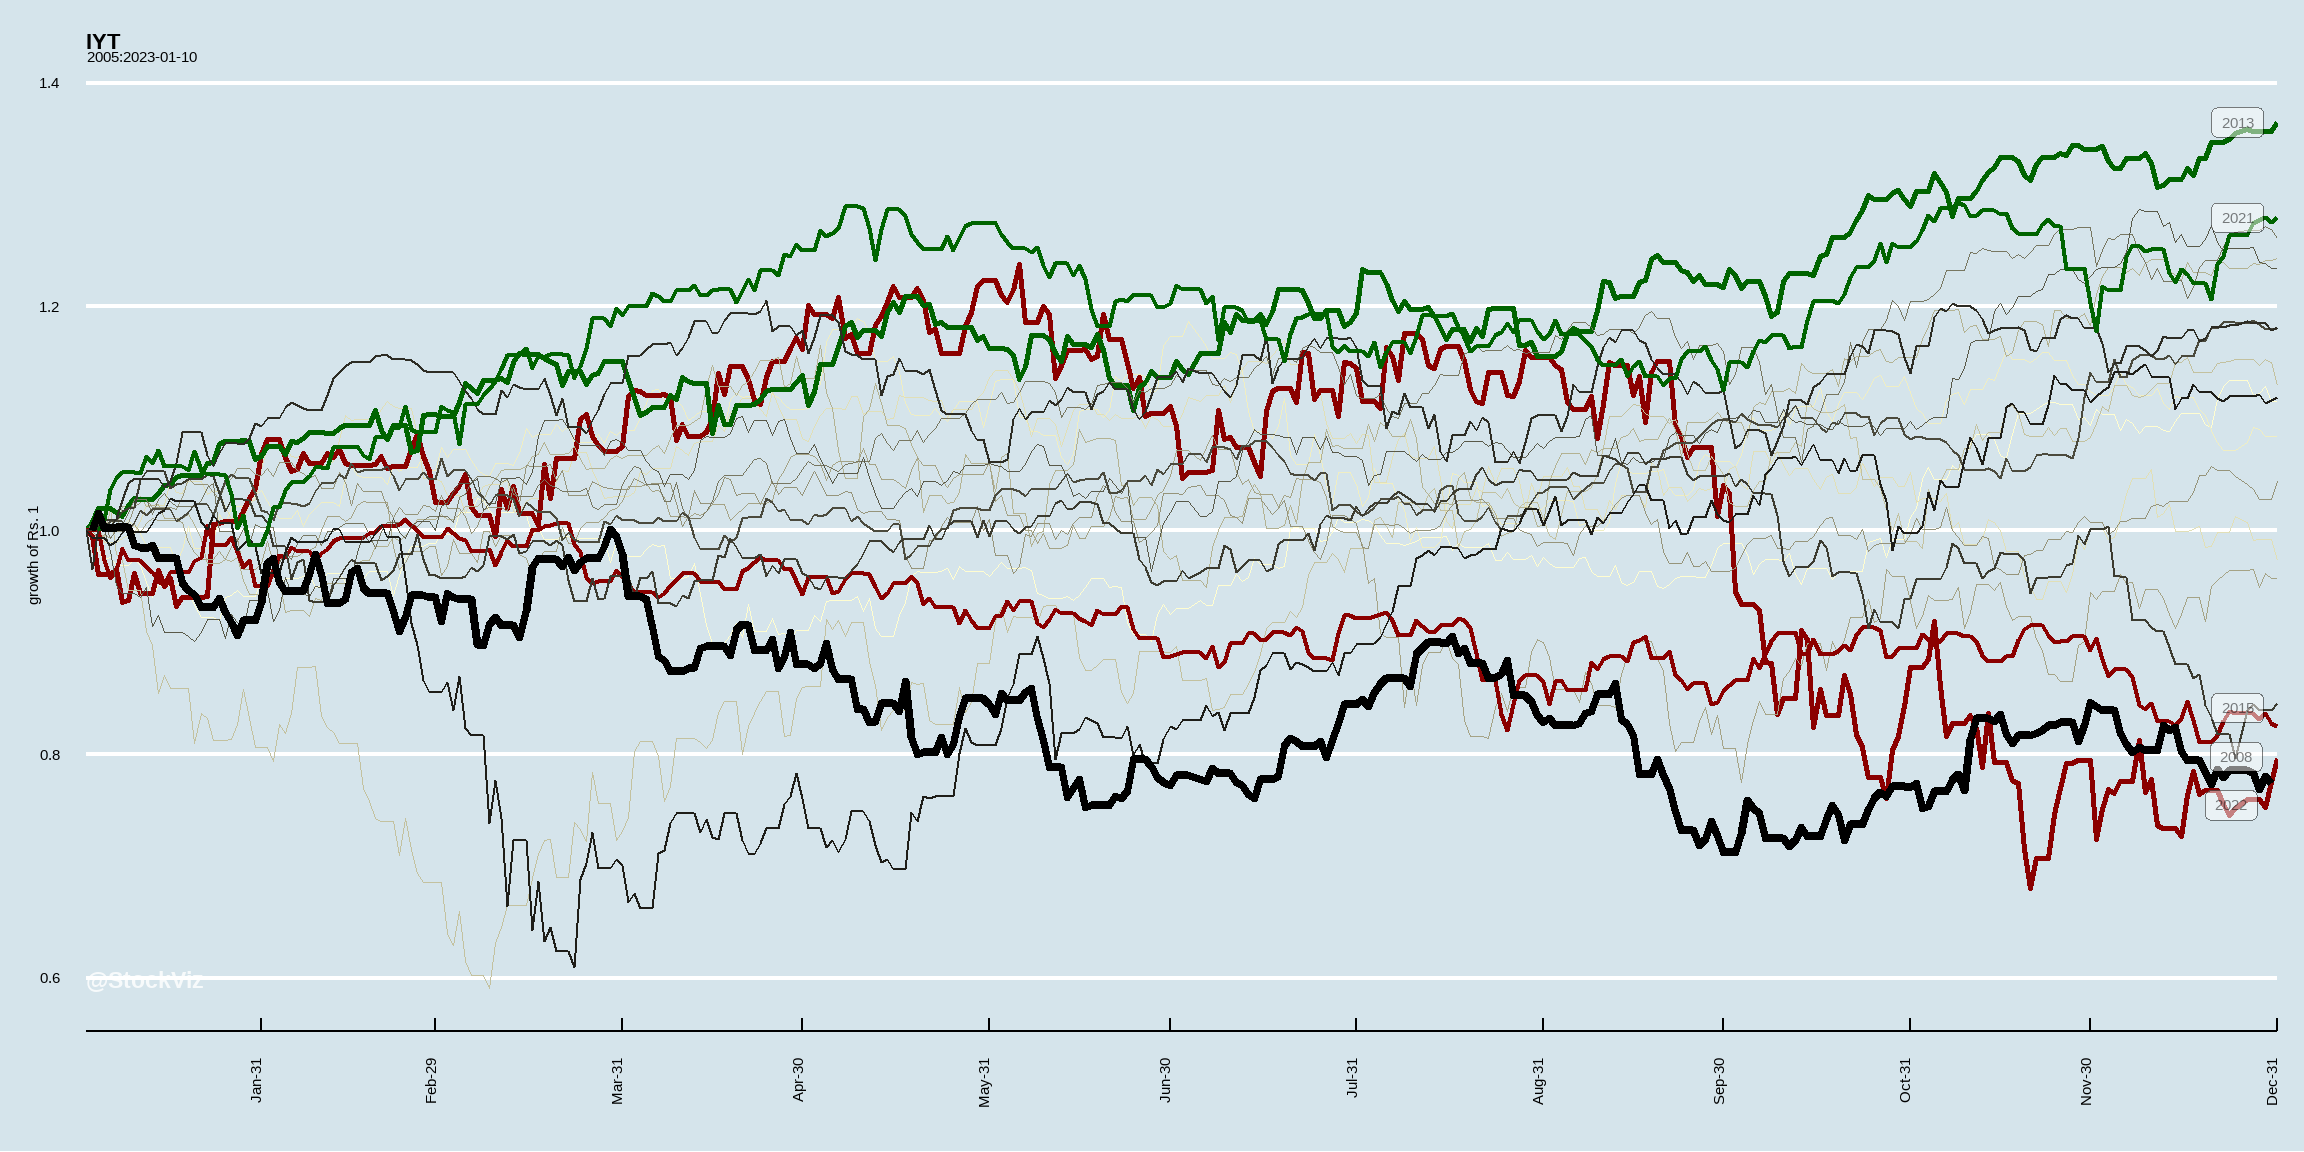 IYT
2005:2023-01-10
1.4
1.2
1.0
0.8
0.6
growth of Rs. 1
2013
2021
2015
2008
2022
@StockViz
Jan-31
Feb-29
Mar-31
Apr-30
May-31
Jun-30
Jul-31
Aug-31
Sep-30
Oct-31
Nov-30
Dec-31